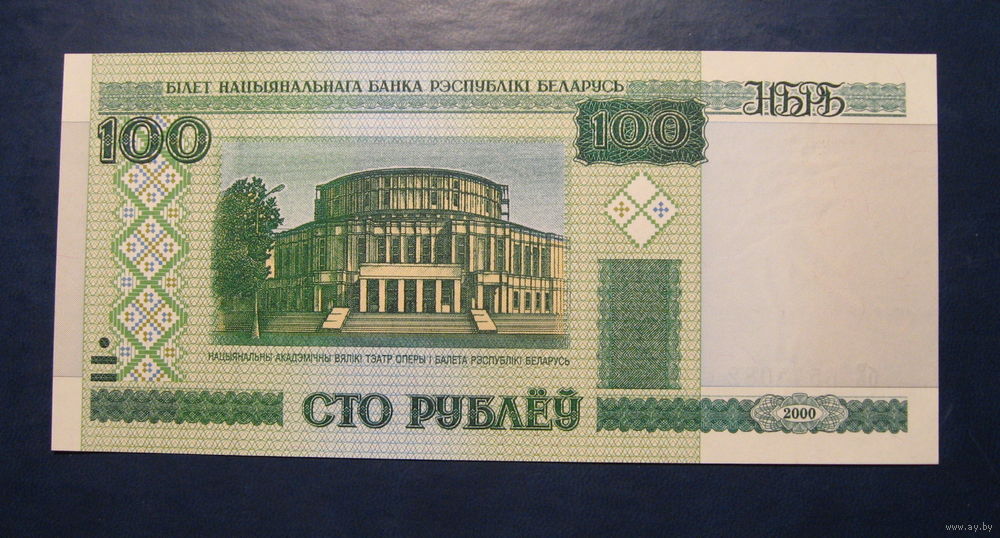 БІЛЕТ НАЦЫЯНАЛЬНАГА БАНКА РЭСПУБЛІКІ БЕЛАРУСЬ
НБРБ
100
100
НАЦЫЯНАЛЬНЫ АКАДЭМІЧНЫ ВЯЛІКІ ТЭАТР ОПЕРЫ І БАЛЕТА РЭСПУБЛІКІ БЕЛАРУСЬ
СТО РУБЛЁЎ
2000
www.ay.by